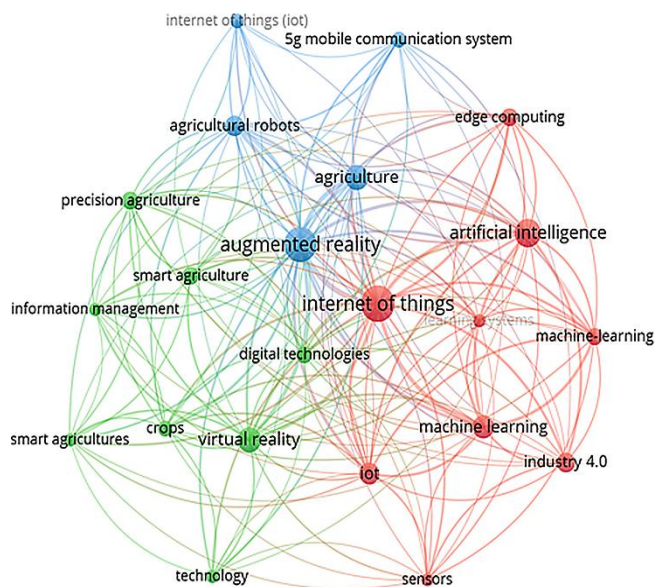 internet of things (iot)
5g mobile communication system
edge computing
agricultural robots
agriculture
precision agriculture
artificial intelligence
augmented reality
smart agriculture
internet of things
information management
learning systems
machine-learning
digital technologies
crops
machine learning
smart agricultures
virtual reality
industry 4.0
iot
technology
sensors